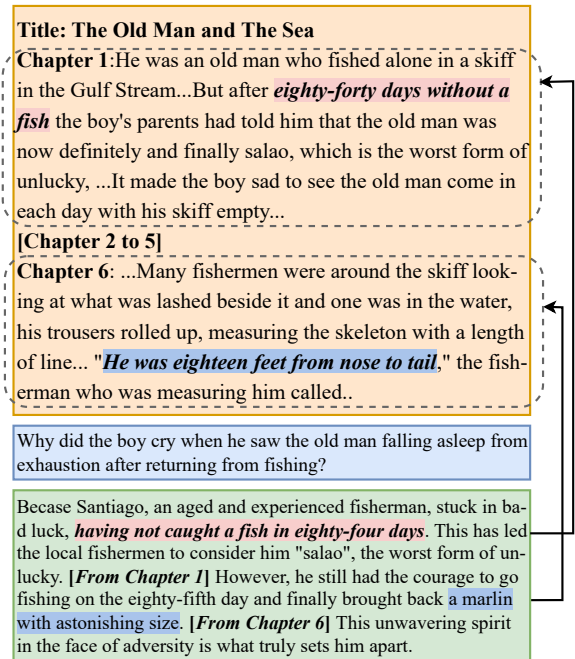 Title: The Old Man and The Sea
Chapter 1:He was an old man who fished alone in a skiff
in the Gulf Stream...But after eighty-forty days without a
fish the boy's parents had told him that the old man was
now definitely and finally salao, which is the worst form of
unlucky, ...It made the boy sad to see the old man come in
each day with his skiff empty...
[Chapter 2 to 5]
Chapter 6: ...Many fishermen were around the skiff look-
ing at what was lashed beside it and one was in the water,
his trousers rolled up, measuring the skeleton with a length
of line... "He was eighteen feet from nose to tail," the fish-
erman who was measuring him called..
Why did the boy cry when he saw the old man falling asleep from
exhaustion after returning from fishing?
Becase Santiago, an aged and experienced fisherman, stuck in ba-
d luck, having not caught a fish in eighty-four days. This has led
the local fishermen to consider him "salao", the worst form of un-
lucky. [From Chapter 1] However, he still had the courage to go
fishing on the eighty-fifth day and finally brought back a marlin
with astonishing size. [From Chapter 6] This unwavering spirit
in the face of adversity is what truly sets him apart.